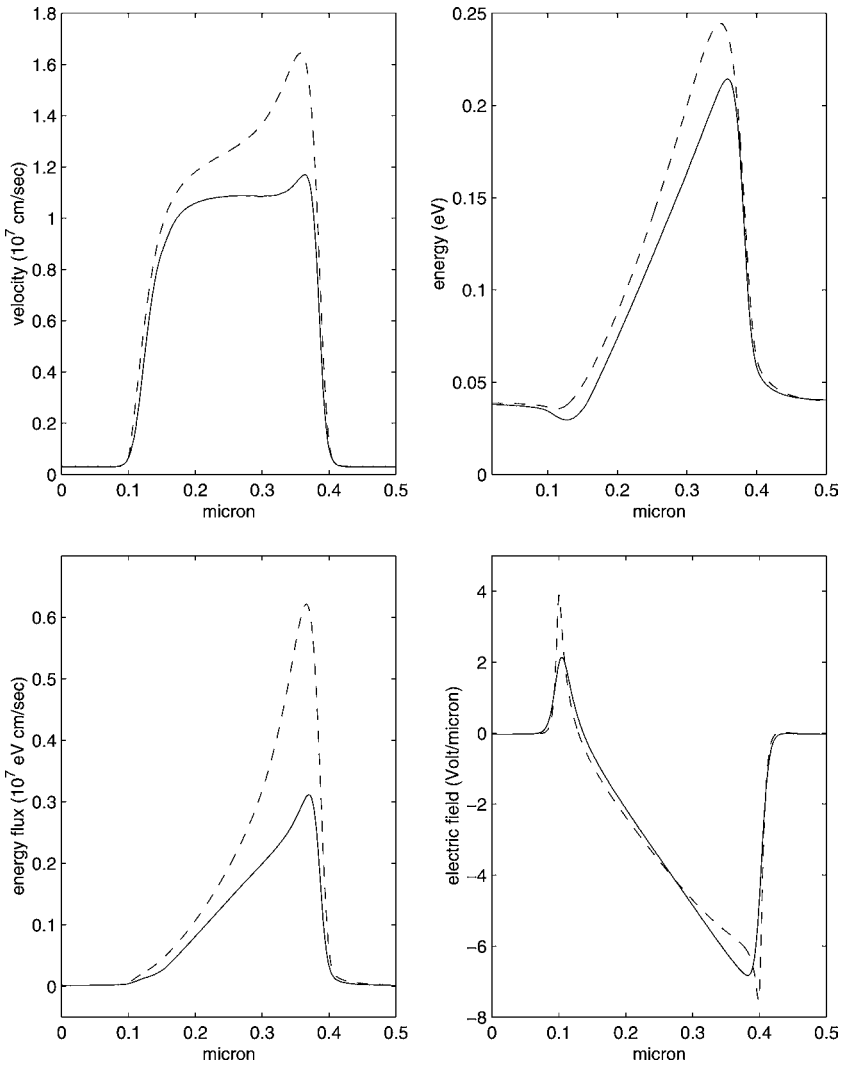 1.8
1.6
1.4
1.2
1
0.8
0.6
0.4
0.2
0
0 0.1 0.2 0.3 0.4 0.5
micron
velocity (10^7 cm/sec)
0.25
0.2
0.15
0.1
0.05
0
0.1 0.2 0.3 0.4 0.5
micron
energy (eV)
0.6
0.5
0.4
0.3
0.2
0.1
0
0 0.1 0.2 0.3 0.4 0.5
micron
energy flux (10^7 eV cm/sec)
4
2
0
−2
−4
−6
−8
0 0.1 0.2 0.3 0.4 0.5
micron
electric field (Volt/micron)